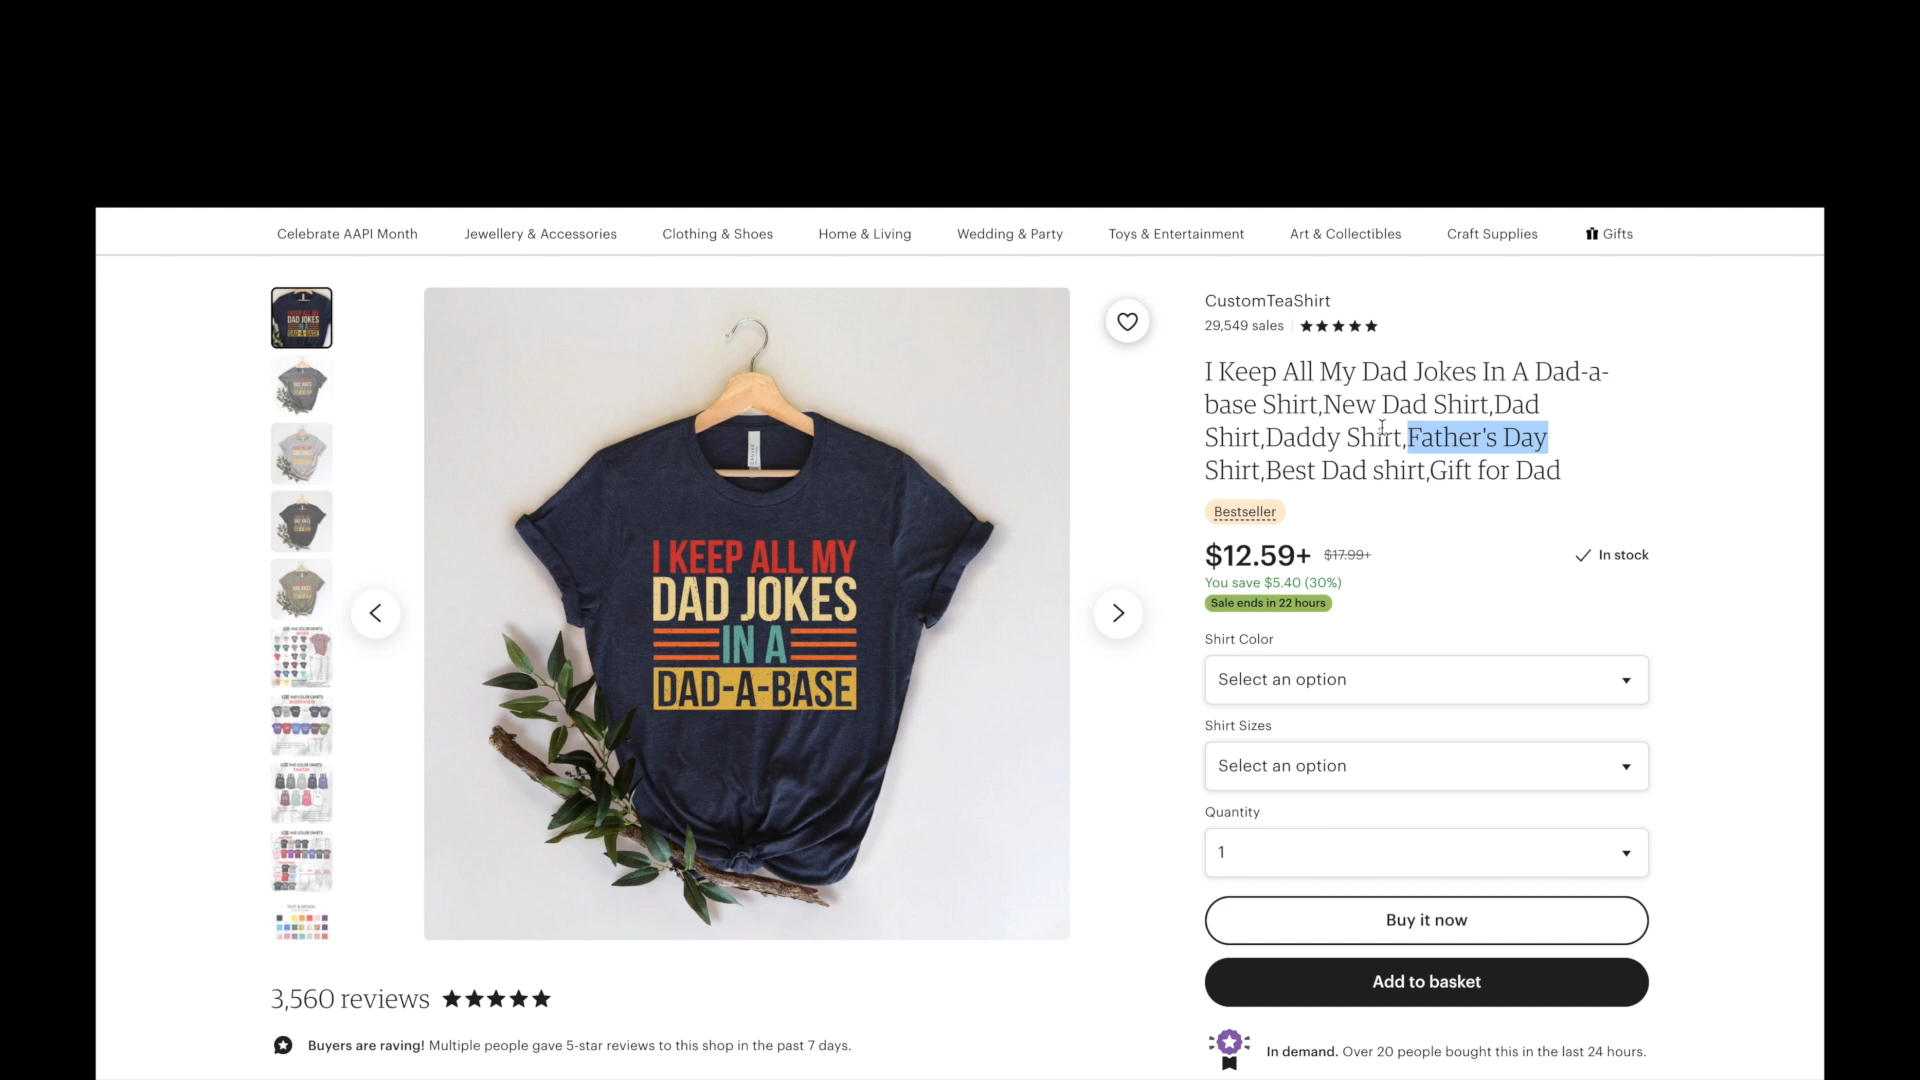 Celebrate AAPI Month
Jewellery & Accessories
Clothing & Shoes
Home & Living
Wedding & Party
Toys & Entertainment
Art & Collectibles
Craft Supplies
Gifts
I KEEP ALL MY
DAD JOKES
IN A
DAD-A-BASE
CustomTeaShirt
29,549 sales
I Keep All My Dad Jokes In A Dad-a-
base Shirt,New Dad Shirt,Dad
Shirt,Daddy Shirt,Father's Day
Shirt,Best Dad shirt,Gift for Dad
Bestseller
$12.59+ $17.99+
In stock
You save $5.40 (30%)
Sale ends in 22 hours
Shirt Color
Select an option
Shirt Sizes
Select an option
Quantity
1
Buy it now
Add to basket
In demand. Over 20 people bought this in the last 24 hours.
3,560 reviews
Buyers are raving! Multiple people gave 5-star reviews to this shop in the past 7 days.